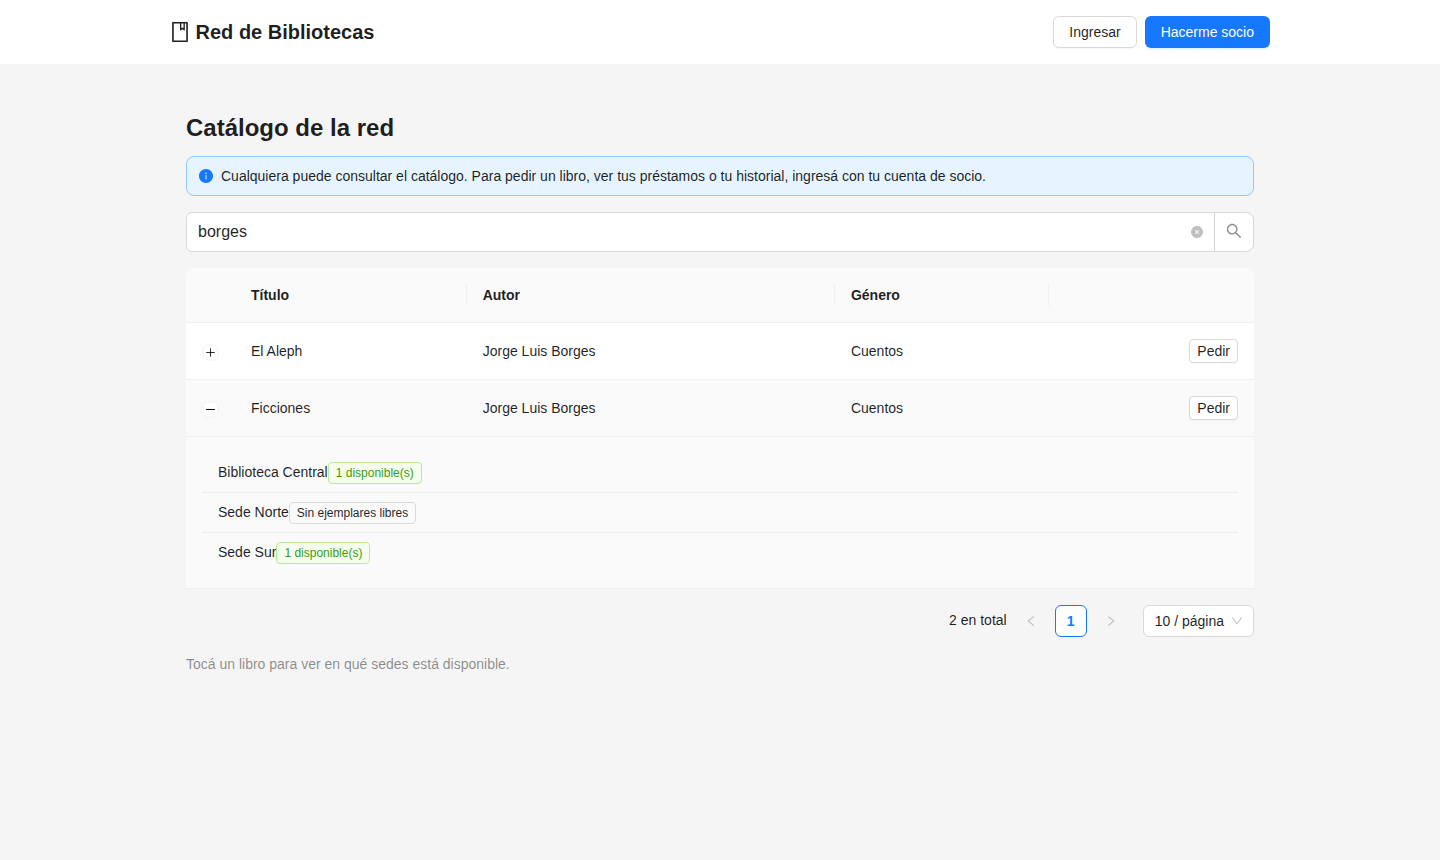 Red de Bibliotecas
Ingresar
Hacerme socio
Catálogo de la red
Cualquiera puede consultar el catálogo. Para pedir un libro, ver tus préstamos o tu historial, ingresá con tu cuenta de socio.
borges
Título Autor Género
El Aleph Jorge Luis Borges Cuentos Pedir
Ficciones Jorge Luis Borges Cuentos Pedir
Biblioteca Central 1 disponible(s)
Sede Norte Sin ejemplares libres
Sede Sur 1 disponible(s)
2 en total 1 10 / página
Tocá un libro para ver en qué sedes está disponible.